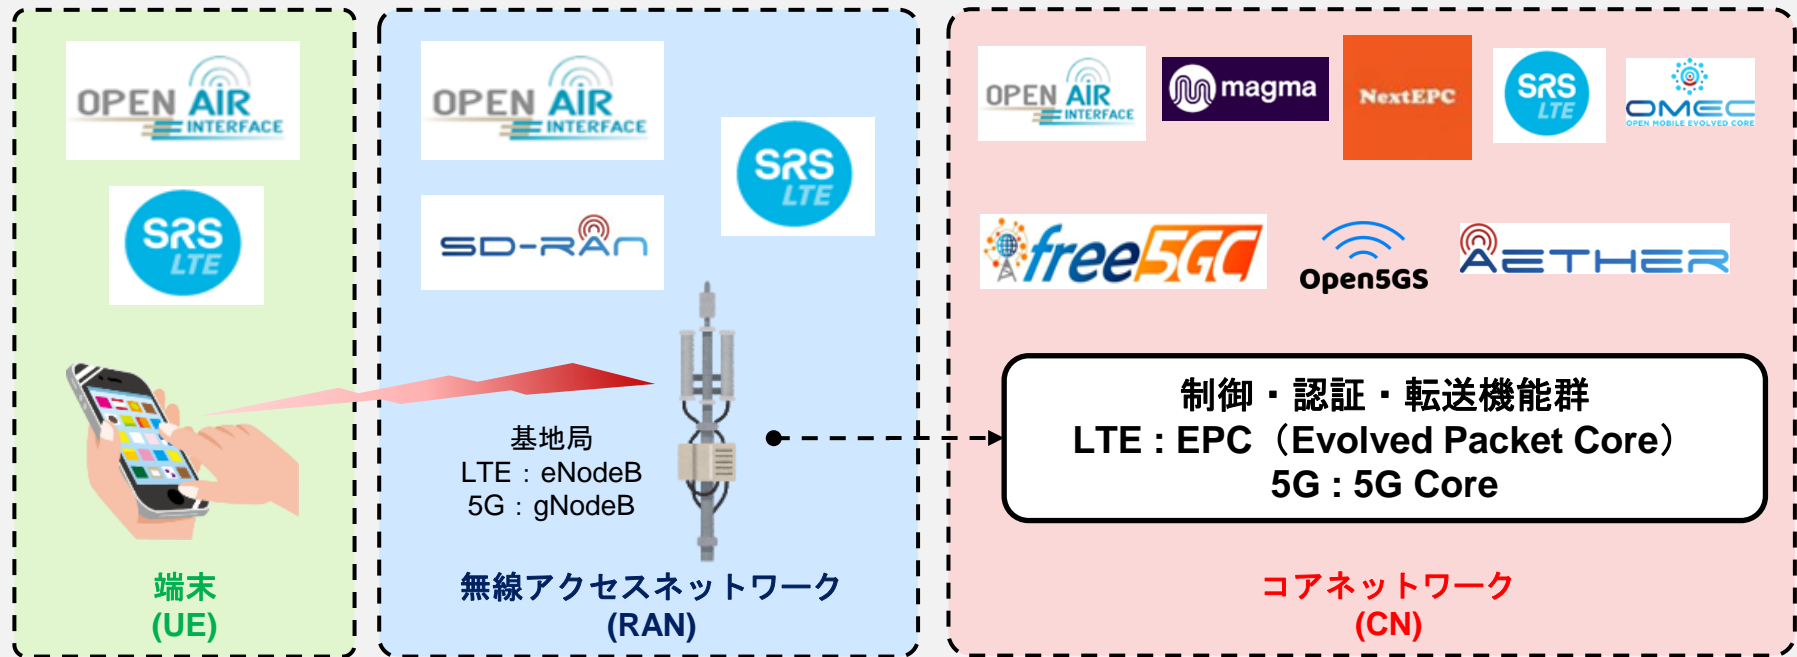 OPEN AIR
INTERFACE
SRS
LTE
端末
(UE)
OPEN AIR
INTERFACE
SRS
LTE
SD-RAN
基地局
LTE：eNodeB
5G：gNodeB
無線アクセスネットワーク
(RAN)
OPEN AIR
INTERFACE
magma
NextEPC
SRS
LTE
OMEC
OPEN MOBILE EVOLVED CORE
free5GC
Open5GS
AETHER
制御・認証・転送機能群
LTE : EPC（Evolved Packet Core）
5G : 5G Core
コアネットワーク
(CN)